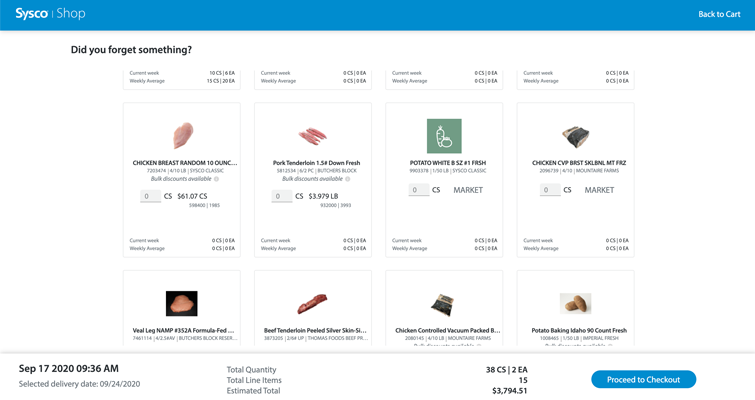 Sysco | Shop
Back to Cart
Did you forget something?
Current week 10 CS | 6 EA
Weekly Average 15 CS | 20 EA
Current week 0 CS | 0 EA
Weekly Average 0 CS | 0 EA
Current week 0 CS | 0 EA
Weekly Average 0 CS | 0 EA
Current week 0 CS | 0 EA
Weekly Average 0 CS | 0 EA
CHICKEN BREAST RANDOM 10 OUNC...
7203474 | 4/10 LB | SYSCO CLASSIC
Bulk discounts available
0 CS $61.07 CS
598400 | 1985
Current week 0 CS | 0 EA
Weekly Average 0 CS | 0 EA
Pork Tenderloin 1.5# Down Fresh
5812534 | 6/2 PC | BUTCHERS BLOCK
Bulk discounts available
0 CS $3.979 LB
932000 | 3993
Current week 0 CS | 0 EA
Weekly Average 0 CS | 0 EA
POTATO WHITE B SZ #1 FRSH
9903378 | 1/50 LB | SYSCO CLASSIC
0 CS MARKET
Current week 0 CS | 0 EA
Weekly Average 0 CS | 0 EA
CHICKEN CVP BRST SKLBNL MT FRZ
2096739 | 4/10 | MOUNTAIRE FARMS
0 CS MARKET
Current week 0 CS | 0 EA
Weekly Average 0 CS | 0 EA
Veal Leg NAMP #352A Formula-Fed ...
7461114 | 4/2.5#AV | BUTCHERS BLOCK RESER...
Beef Tenderloin Peeled Silver Skin-Si...
3873205 | 2/6# UP | THOMAS FOODS BEEF PR...
Chicken Controlled Vacuum Packed B...
2080145 | 4/10 LB | MOUNTAIRE FARMS
Bulk discounts available
Potato Baking Idaho 90 Count Fresh
1008465 | 1/50 LB | IMPERIAL FRESH
Bulk discounts available
Sep 17 2020 09:36 AM
Selected delivery date: 09/24/2020
Total Quantity 38 CS | 2 EA
Total Line Items 15
Estimated Total $3,794.51
Proceed to Checkout